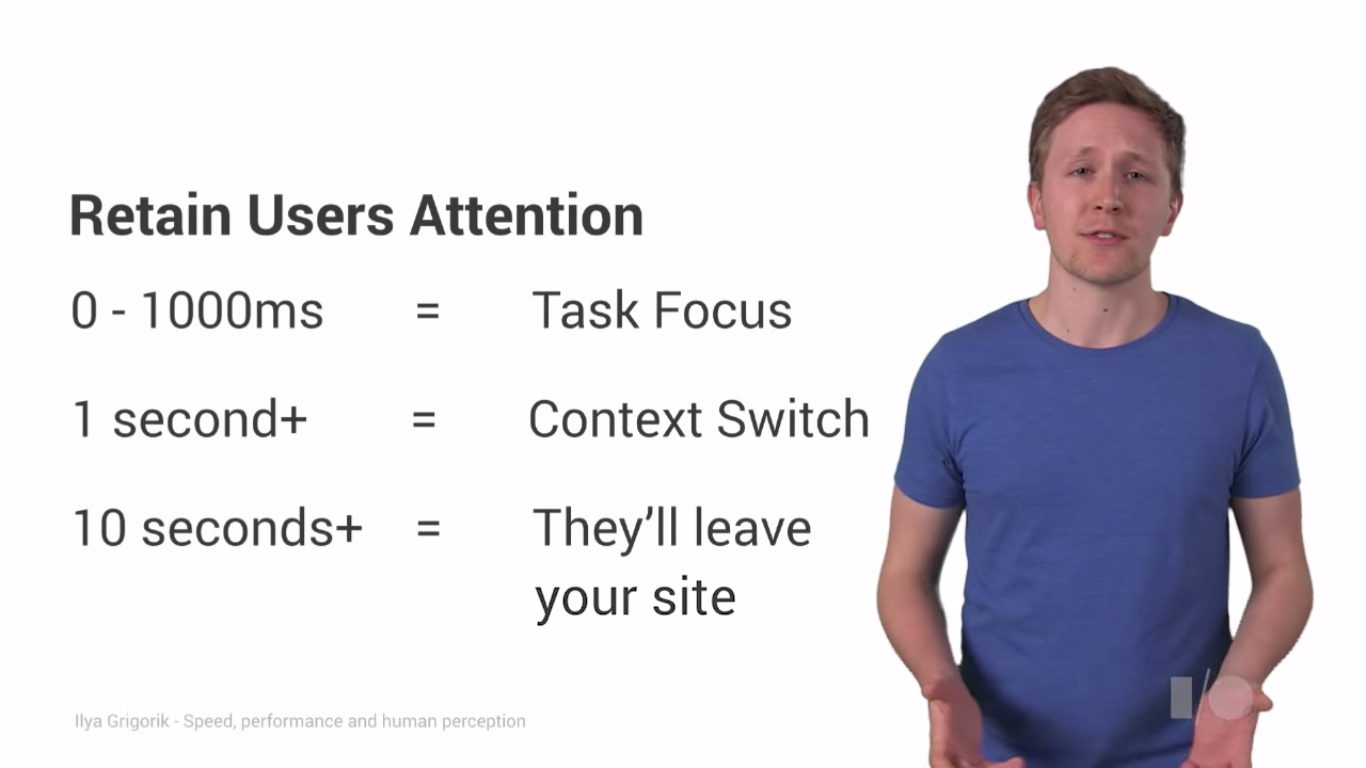 Retain Users Attention
0 - 1000ms = Task Focus
1 second+ = Context Switch
10 seconds+ = They'll leave
your site
Ilya Grigorik - Speed, performance and human perception
I/O